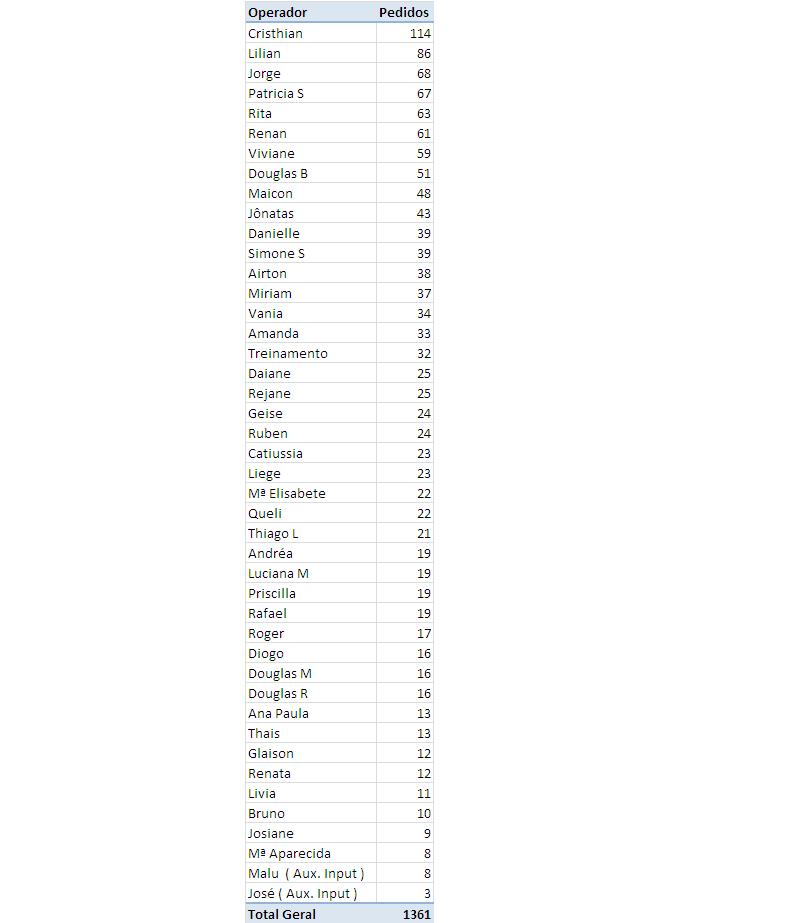 Operador Pedidos
Cristhian 114
Lilian 86
Jorge 68
Patricia S 67
Rita 63
Renan 61
Viviane 59
Douglas B 51
Maicon 48
Jônatas 43
Danielle 39
Simone S 39
Airton 38
Miriam 37
Vania 34
Amanda 33
Treinamento 32
Daiane 25
Rejane 25
Geise 24
Ruben 24
Catiussia 23
Liege 23
Mª Elisabete 22
Queli 22
Thiago L 21
Andréa 19
Luciana M 19
Priscilla 19
Rafael 19
Roger 17
Diogo 16
Douglas M 16
Douglas R 16
Ana Paula 13
Thais 13
Glaison 12
Renata 12
Livia 11
Bruno 10
Josiane 9
Mª Aparecida 8
Malu ( Aux. Input ) 8
José ( Aux. Input ) 3
Total Geral 1361